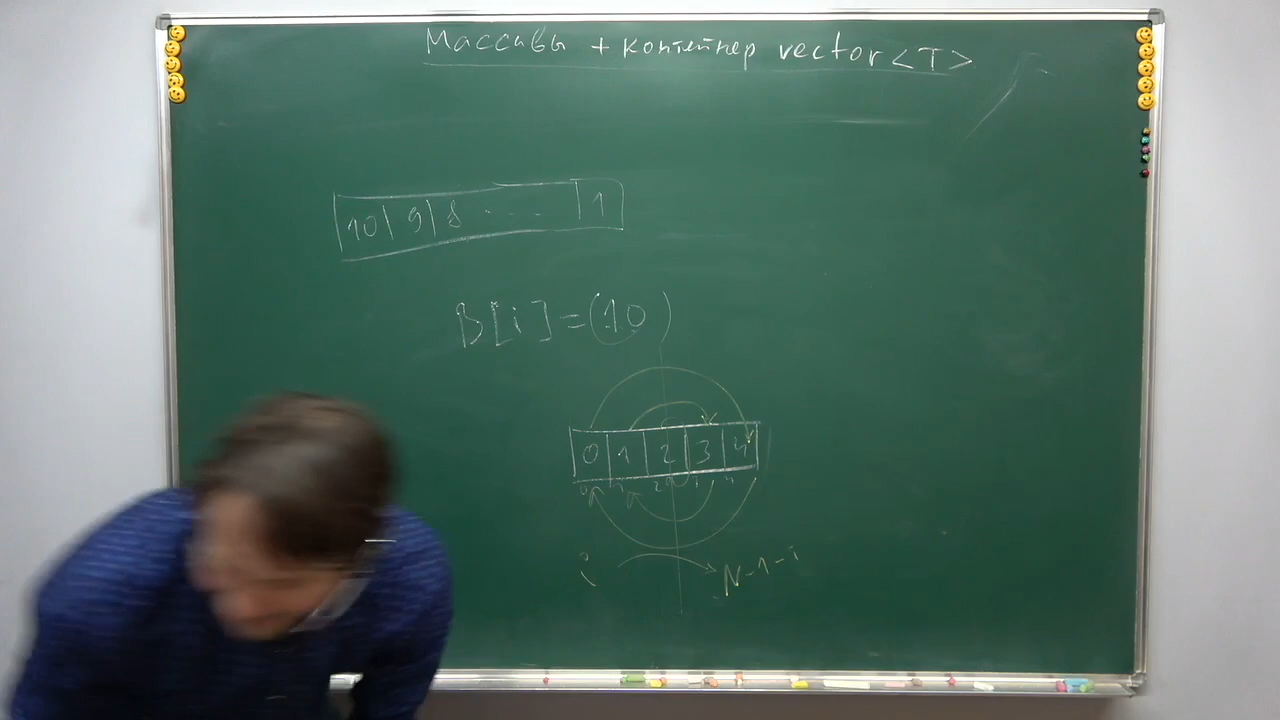 Массивы + контейнер vector<T>
10 9 8 .... 1
B[i]=(10)
0 1 2 3 4
i N-1-i